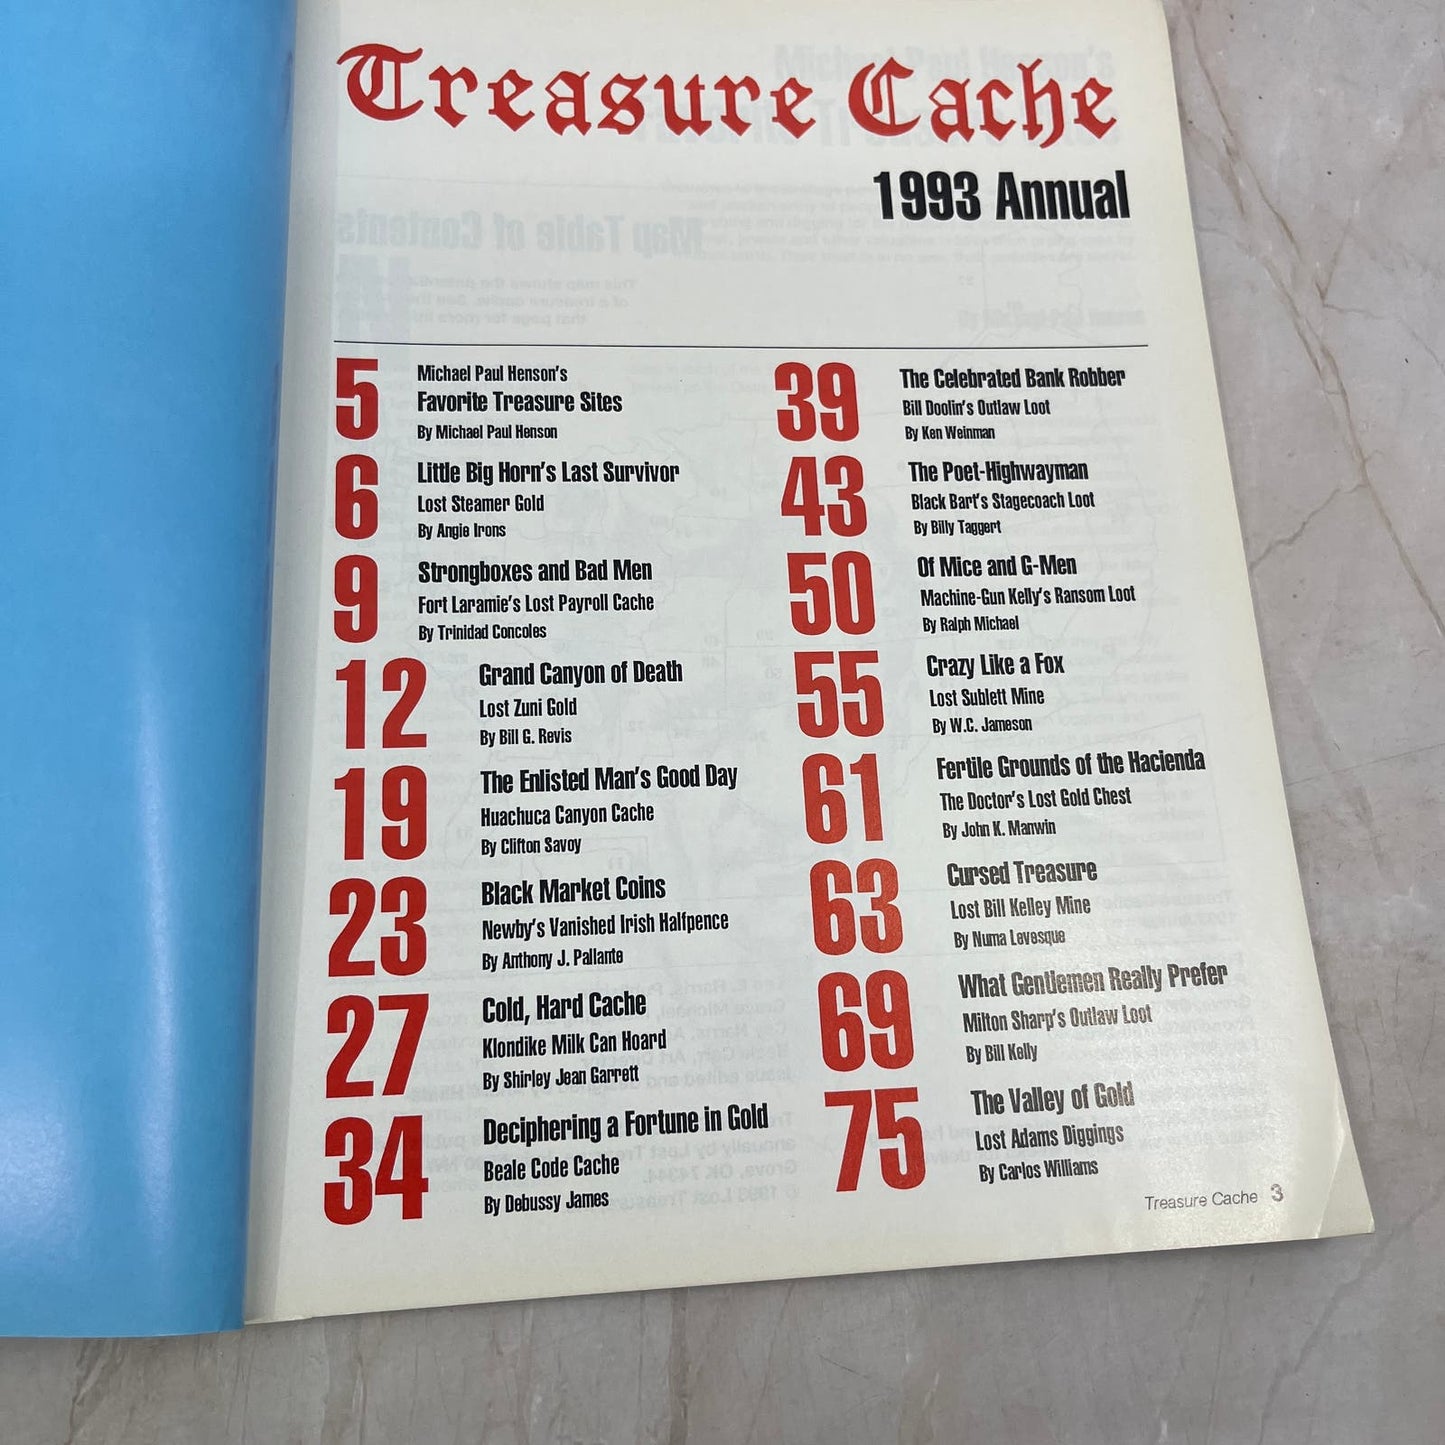 Treasure Cache
1993 Annual
5
Michael Paul Henson's
Favorite Treasure Sites
By Michael Paul Henson
6
Little Big Horn's Last Survivor
Lost Steamer Gold
By Angie Irons
9
Strongboxes and Bad Men
Fort Laramie's Lost Payroll Cache
By Trinidad Concoles
12
Grand Canyon of Death
Lost Zuni Gold
By Bill G. Revis
19
The Enlisted Man's Good Day
Huachuca Canyon Cache
By Clifton Savoy
23
Black Market Coins
Newby's Vanished Irish Halfpence
By Anthony J. Pallante
27
Cold, Hard Cache
Klondike Milk Can Hoard
By Shirley Jean Garrett
34
Deciphering a Fortune in Gold
Beale Code Cache
By Debussy James
39
The Celebrated Bank Robber
Bill Doolin's Outlaw Loot
By Ken Weinman
43
The Poet-Highwayman
Black Bart's Stagecoach Loot
By Billy Taggert
50
Of Mice and G-Men
Machine-Gun Kelly's Ransom Loot
By Ralph Michael
55
Crazy Like a Fox
Lost Sublett Mine
By W.C. Jameson
61
Fertile Grounds of the Hacienda
The Doctor's Lost Gold Chest
By John K. Manwin
63
Cursed Treasure
Lost Bill Kelley Mine
By Numa Levesque
69
What Gentlemen Really Prefer
Milton Sharp's Outlaw Loot
By Bill Kelly
75
The Valley of Gold
Lost Adams Diggings
By Carlos Williams
Treasure Cache 3